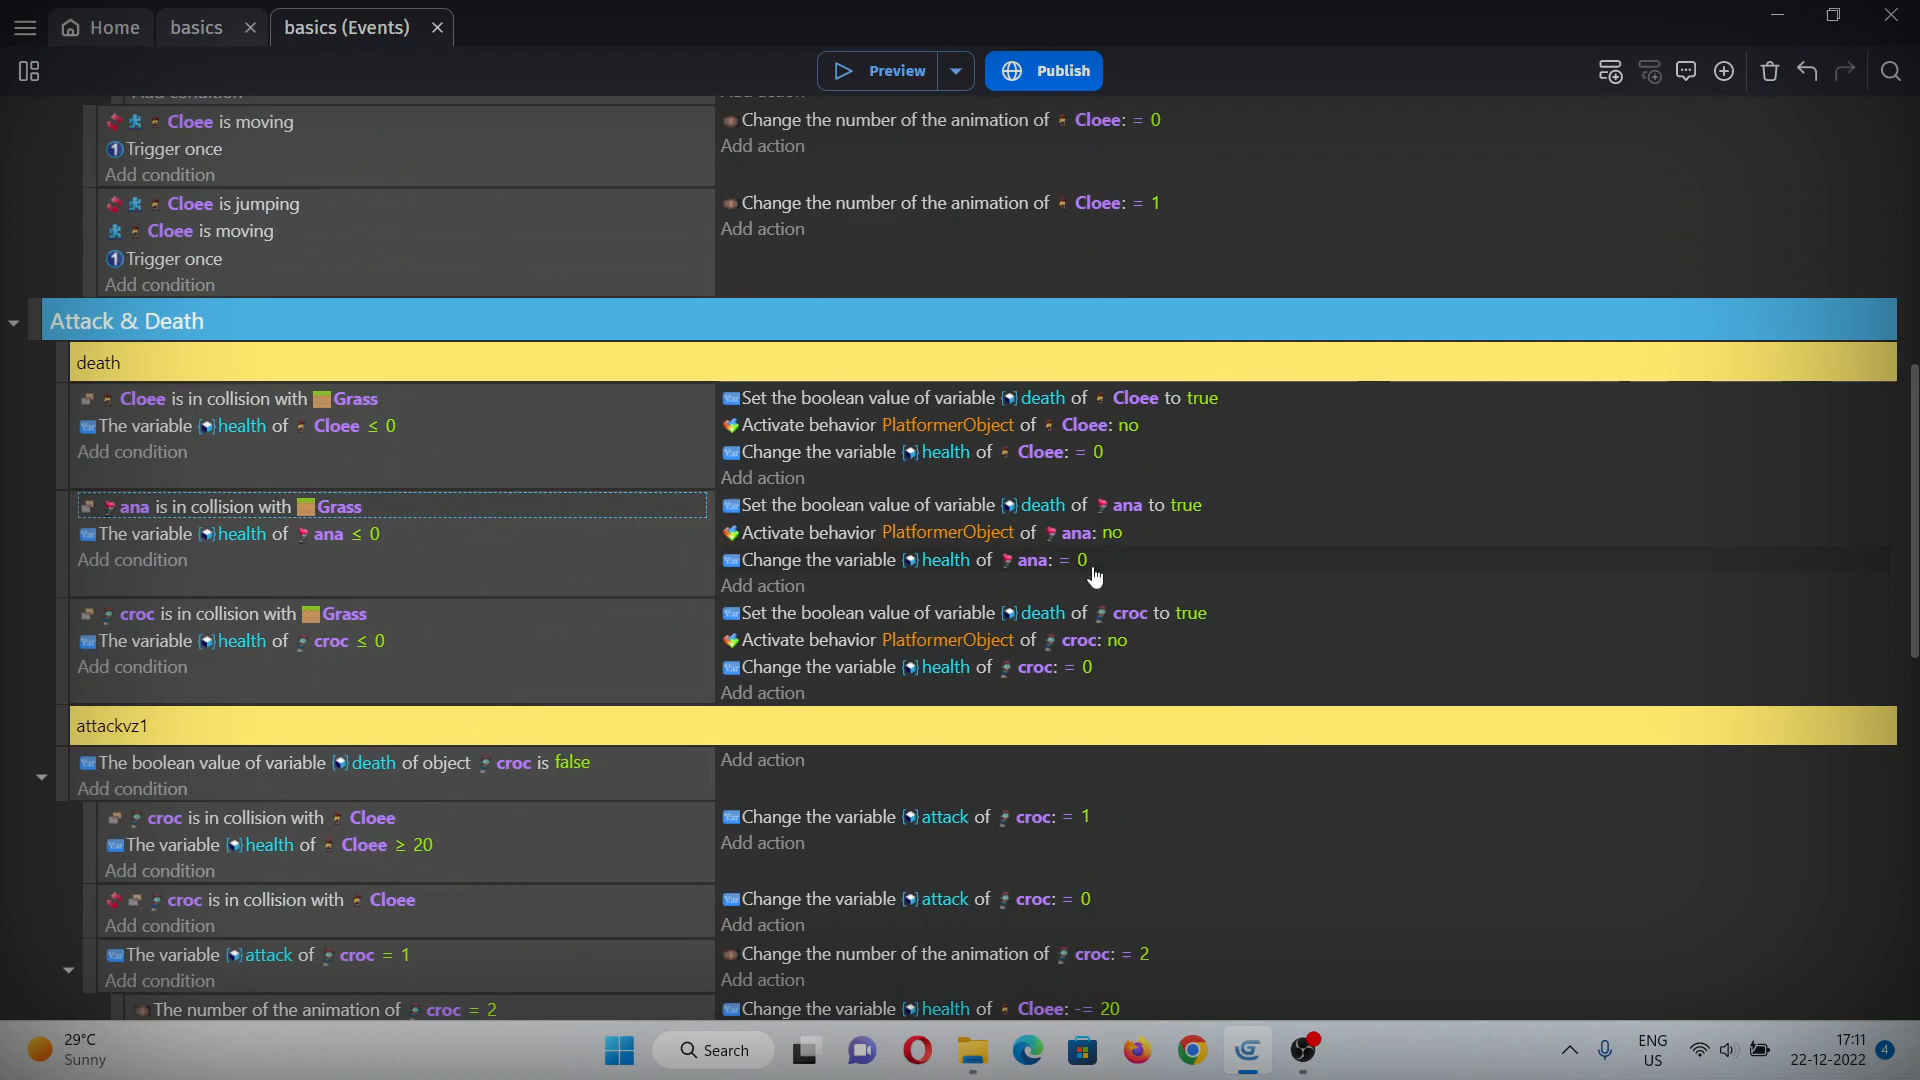 Home
basics
basics (Events)
Preview
Publish
Cloee is moving
Trigger once
Add condition
Change the number of the animation of Cloee: = 0
Add action
Cloee is jumping
Cloee is moving
Trigger once
Add condition
Change the number of the animation of Cloee: = 1
Add action
Attack & Death
death
Cloee is in collision with Grass
The variable health of Cloee ≤ 0
Add condition
Set the boolean value of variable death of Cloee to true
Activate behavior PlatformerObject of Cloee: no
Change the variable health of Cloee: = 0
Add action
ana is in collision with Grass
The variable health of ana ≤ 0
Add condition
Set the boolean value of variable death of ana to true
Activate behavior PlatformerObject of ana: no
Change the variable health of ana: = 0
Add action
croc is in collision with Grass
The variable health of croc ≤ 0
Add condition
Set the boolean value of variable death of croc to true
Activate behavior PlatformerObject of croc: no
Change the variable health of croc: = 0
Add action
attackvz1
The boolean value of variable death of object croc is false
Add condition
Add action
croc is in collision with Cloee
The variable health of Cloee ≥ 20
Add condition
Change the variable attack of croc: = 1
Add action
croc is in collision with Cloee
Add condition
Change the variable attack of croc: = 0
Add action
The variable attack of croc = 1
Add condition
Change the number of the animation of croc: = 2
Add action
The number of the animation of croc = 2
Change the variable health of Cloee: -= 20
29°C
Sunny
Search
ENG
US
17:11
22-12-2022
4